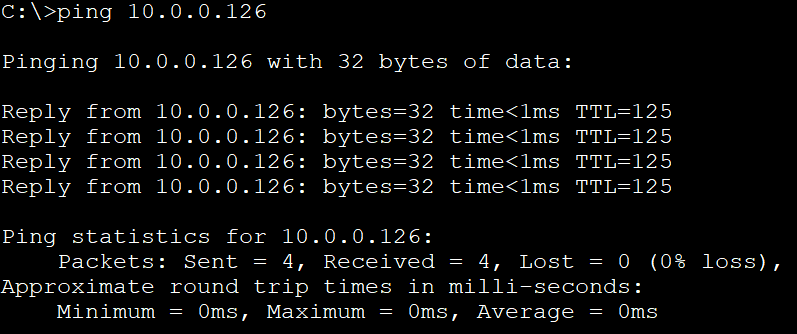 C:\>ping 10.0.0.126
Pinging 10.0.0.126 with 32 bytes of data:
Reply from 10.0.0.126: bytes=32 time<1ms TTL=125
Reply from 10.0.0.126: bytes=32 time<1ms TTL=125
Reply from 10.0.0.126: bytes=32 time<1ms TTL=125
Reply from 10.0.0.126: bytes=32 time<1ms TTL=125
Ping statistics for 10.0.0.126:
    Packets: Sent = 4, Received = 4, Lost = 0 (0% loss),
Approximate round trip times in milli-seconds:
    Minimum = 0ms, Maximum = 0ms, Average = 0ms